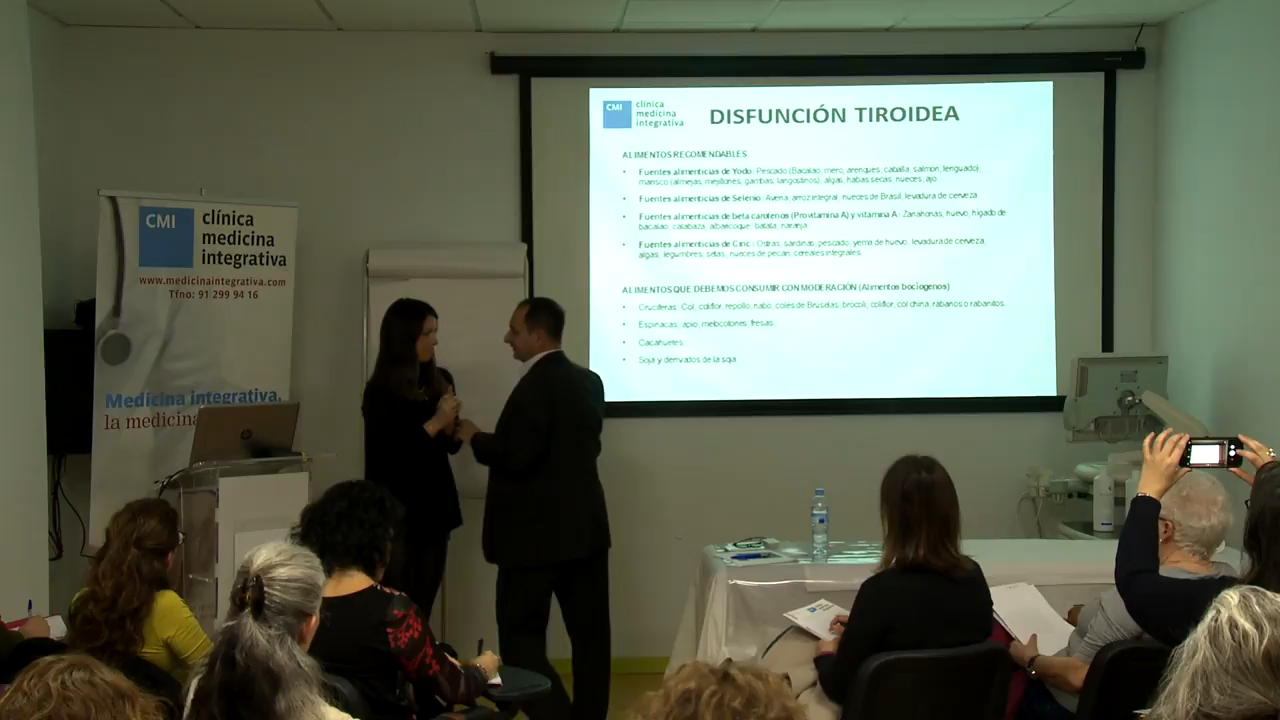 CMI
clínica
medicina
integrativa
DISFUNCIÓN TIROIDEA
ALIMENTOS RECOMENDABLES
• Fuentes alimenticias de Yodo: Pescado (Bacalao, mero, arenques, caballa, salmon, lenguado),
marisco (almejas, mejillones, gambas, langostinos), algas, habas secas, nueces, ajo
• Fuentes alimenticias de Selenio: Avena, arroz integral, nueces de Brasil, levadura de cerveza
• Fuentes alimenticias de beta carotenos (Provitamina A) y vitamina A: Zanahorias, huevo, hígado de
bacalao, calabaza, albaricoque, batata, naranja
• Fuentes alimenticias de Cinc: Ostras, sardinas, pescado, yema de huevo, levadura de cerveza,
algas, legumbres, setas, nueces de pecán, cereales integrales
ALIMENTOS QUE DEBEMOS CONSUMIR CON MODERACIÓN (Alimentos bociogenos)
• Crucíferas: Col, coliflor, repollo, nabo, coles de Bruselas, brocoli, coliflor, col china, rábanos o rabanitos.
• Espinacas, apio, melocotones, fresas
• Cacahuetes
• Soja y derivados de la soja
CMI
clínica
medicina
integrativa
www.medicinaintegrativa.com
Tfno: 91 299 94 16
Medicina integrativa,
la medicina
hp